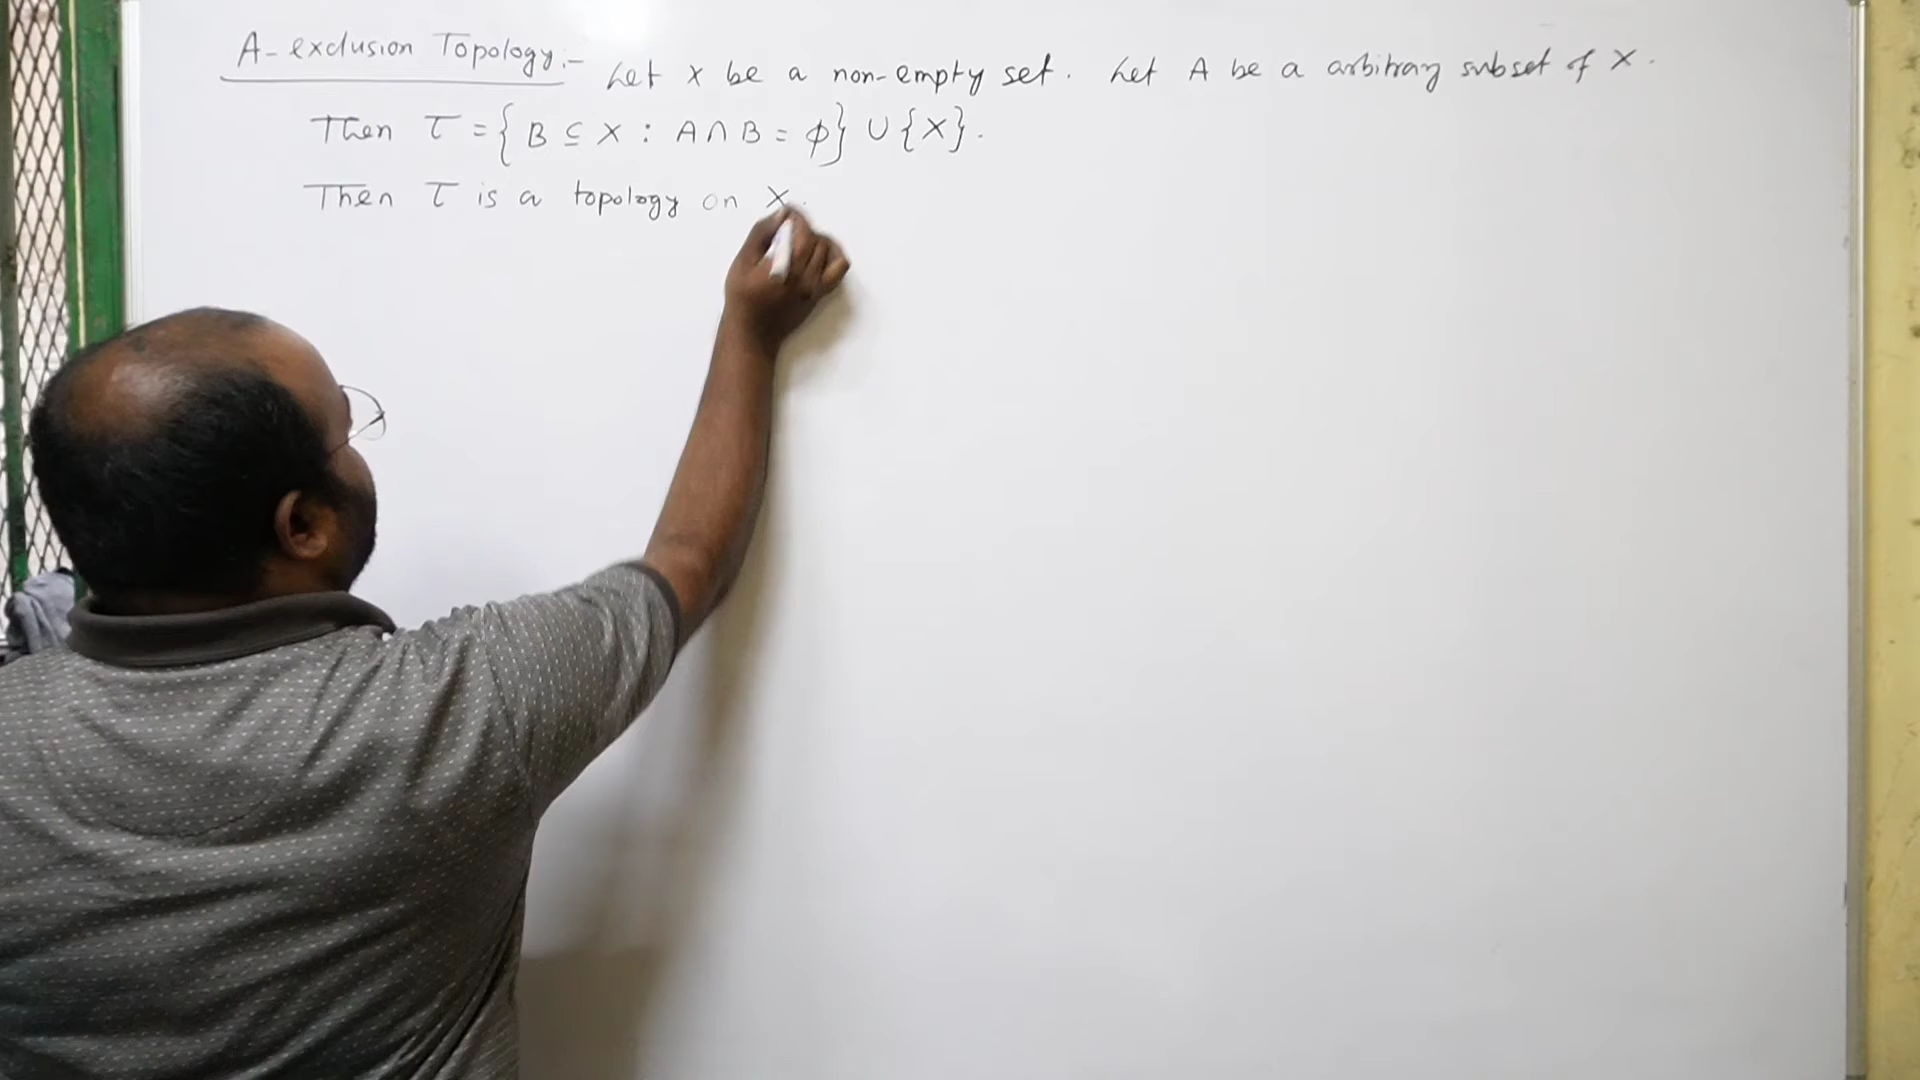 A-exclusion Topology:- Let X be a non-empty set. Let A be a arbitrary subset of X.
Then τ = { B ⊆ X : A ∩ B = ϕ} ∪ {X}.
Then τ is a topology on X.